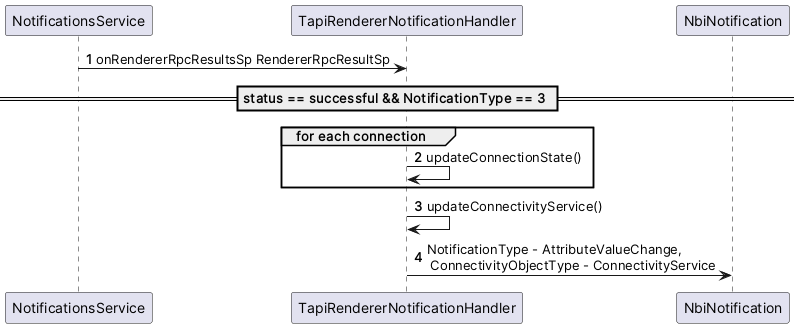 NotificationsService TapiRendererNotificationHandler NbiNotification
1 onRendererRpcResultsSp RendererRpcResultSp
status == successful && NotificationType == 3
for each connection
2 updateConnectionState()
3 updateConnectivityService()
4 NotificationType - AttributeValueChange,
ConnectivityObjectType - ConnectivityService
NotificationsService TapiRendererNotificationHandler NbiNotification